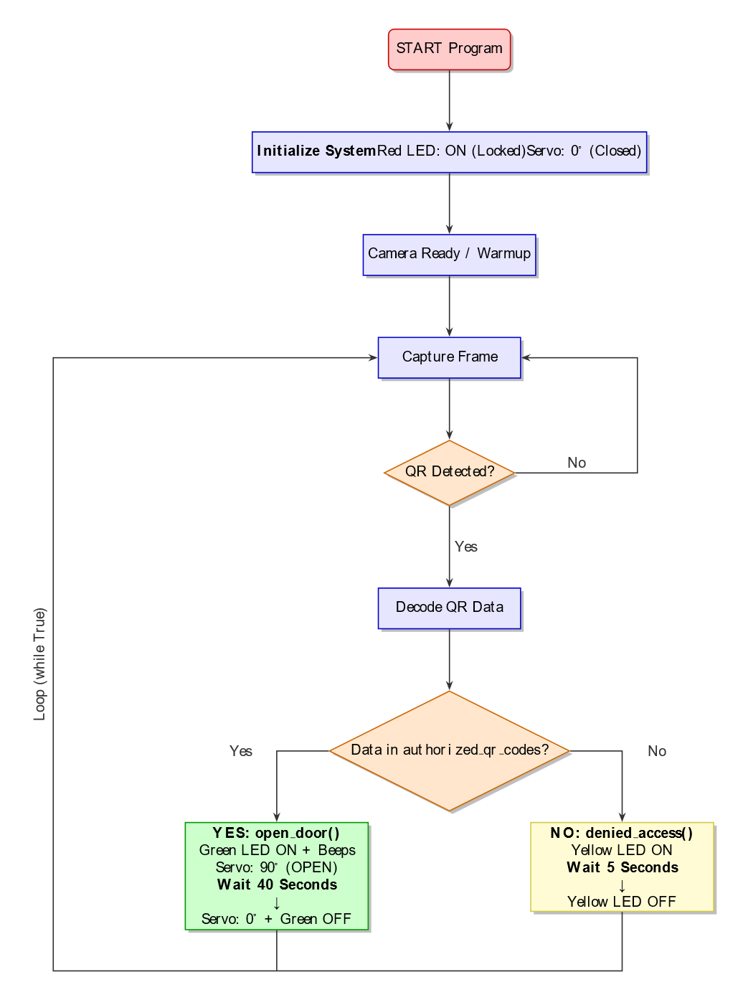 START Program
Initialize SystemRed LED: ON (Locked)Servo: 0° (Closed)
Camera Ready / Warmup
Capture Frame
QR Detected?
No
Yes
Decode QR Data
Loop (while True)
Data in authorized_qr_codes?
Yes
No
YES: open_door()
Green LED ON + Beeps
Servo: 90° (OPEN)
Wait 40 Seconds
↓
Servo: 0° + Green OFF
NO: denied_access()
Yellow LED ON
Wait 5 Seconds
↓
Yellow LED OFF